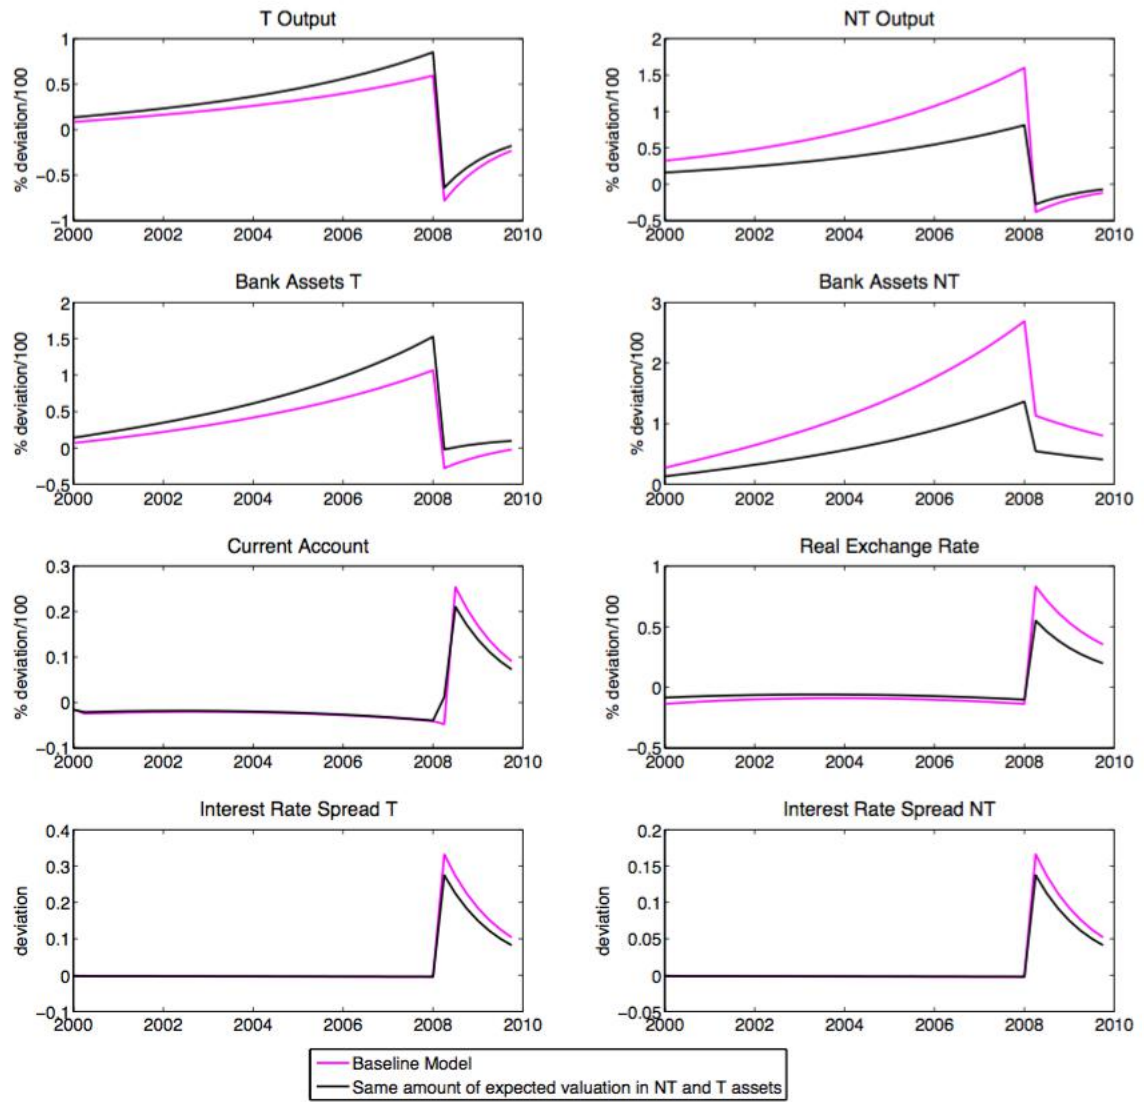 T Output
NT Output
% deviation/100
1
0.5
0
−0.5
−1
2000 2002 2004 2006 2008 2010
% deviation/100
2
1.5
1
0.5
0
−0.5
2000 2002 2004 2006 2008 2010
Bank Assets T
Bank Assets NT
% deviation/100
2
1.5
1
0.5
0
−0.5
2000 2002 2004 2006 2008 2010
% deviation/100
3
2
1
0
2000 2002 2004 2006 2008 2010
Current Account
Real Exchange Rate
% deviation/100
0.3
0.2
0.1
0
−0.1
2000 2002 2004 2006 2008 2010
% deviation/100
1
0.5
0
−0.5
2000 2002 2004 2006 2008 2010
Interest Rate Spread T
Interest Rate Spread NT
deviation
0.4
0.3
0.2
0.1
0
−0.1
2000 2002 2004 2006 2008 2010
deviation
0.2
0.15
0.1
0.05
0
−0.05
2000 2002 2004 2006 2008 2010
Baseline Model
Same amount of expected valuation in NT and T assets